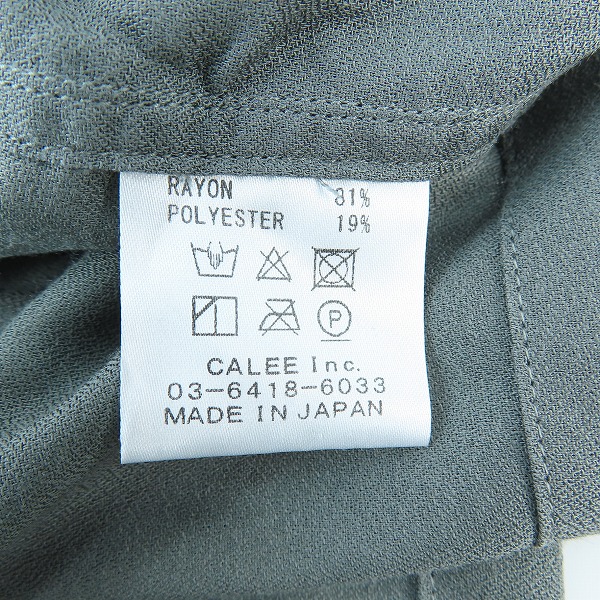 RAYON 81%
POLYESTER 19%
P
CALEE Inc.
03-6418-6033
MADE IN JAPAN